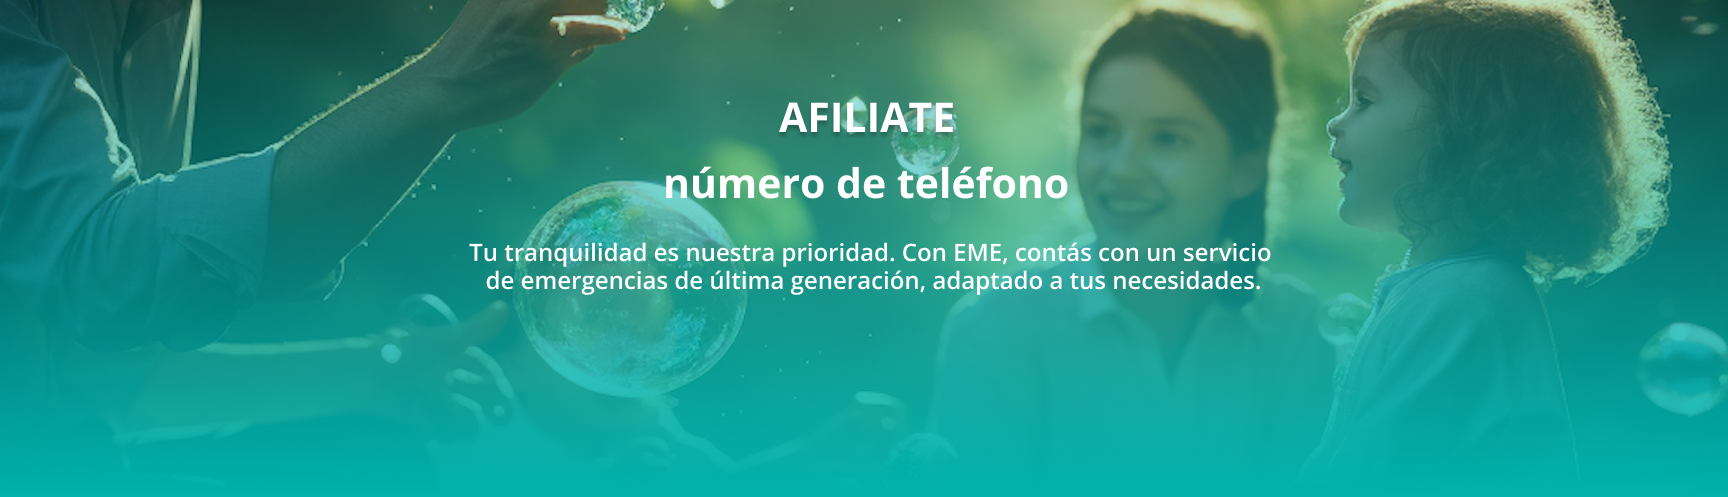 AFILIATE
número de teléfono
Tu tranquilidad es nuestra prioridad. Con EME, contás con un servicio
de emergencias de última generación, adaptado a tus necesidades.